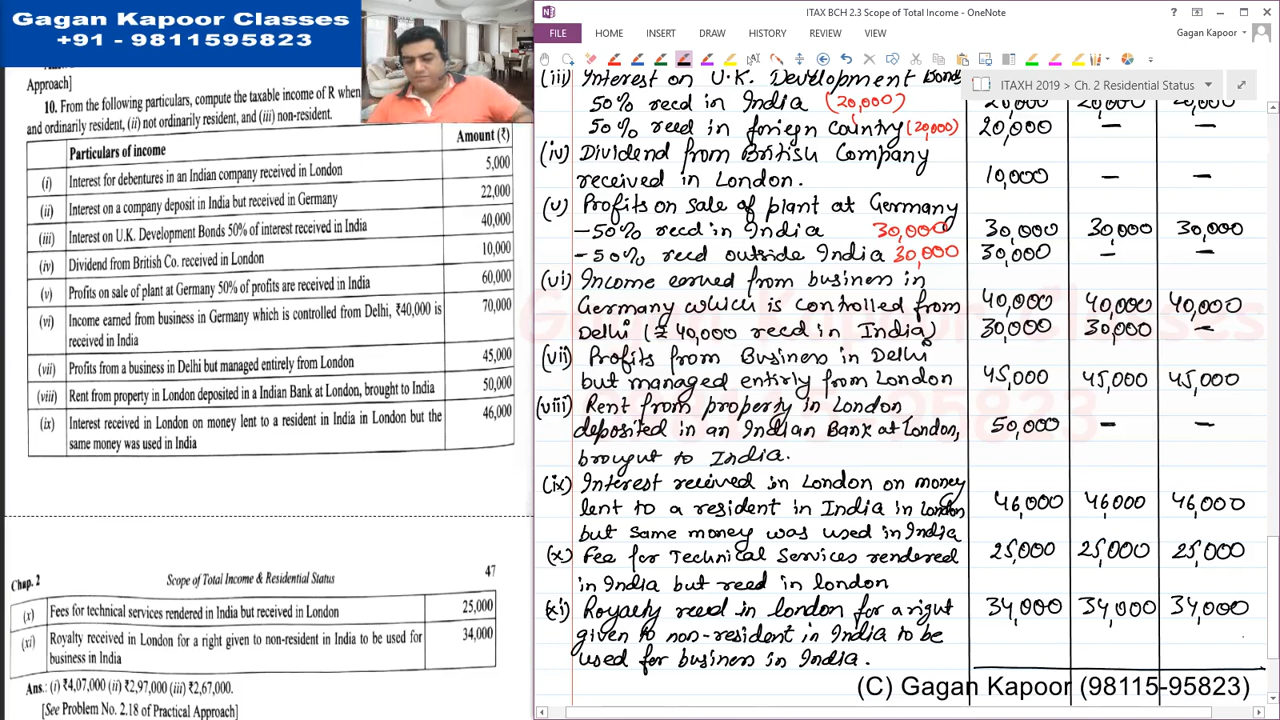 Gagan Kapoor Classes
+91 - 9811595823
Approach]
10. From the following particulars, compute the taxable income of R when
and ordinarily resident, (ii) not ordinarily resident, and (iii) non-resident.
Particulars of income
Amount (₹)
(i) Interest for debentures in an Indian company received in London 5,000
(ii) Interest on a company deposit in India but received in Germany 22,000
(iii) Interest on U.K. Development Bonds 50% of interest received in India 40,000
(iv) Dividend from British Co. received in London 10,000
(v) Profits on sale of plant at Germany 50% of profits are received in India 60,000
(vi) Income earned from business in Germany which is controlled from Delhi, ₹40,000 is 70,000
received in India
(vii) Profits from a business in Delhi but managed entirely from London 45,000
(viii) Rent from property in London deposited in a Indian Bank at London, brought to India 50,000
(ix) Interest received in London on money lent to a resident in India in London but the 46,000
same money was used in India
Chap. 2 Scope of Total Income & Residential Status 47
(x) Fees for technical services rendered in India but received in London 25,000
(xi) Royalty received in London for a right given to non-resident in India to be used for 34,000
business in India
Ans.: (i) ₹4,07,000 (ii) ₹2,97,000 (iii) ₹2,67,000.
[See Problem No. 2.18 of Practical Approach]
ITAX BCH 2.3 Scope of Total Income - OneNote
FILE HOME INSERT DRAW HISTORY REVIEW VIEW
Gagan Kapoor
ITAXH 2019 > Ch. 2 Residential Status
(iii) Interest on U.K. Development Bonds
50% recd in India (20,000) 20,000 20,000 20,000
50% recd in foriegn country (20,000) 20,000 — —
(iv) Dividend from British Company
received in London. 10,000 — —
(v) Profits on sale of plant at Germany
- 50% recd in India 30,000 30,000 30,000 30,000
- 50% recd outside India 30,000 30,000 — —
(vi) Income earned from business in
Germany which is controlled from 40,000 40,000 40,000
Delhi (₹ 40,000 recd in India) 30,000 30,000 —
(vii) Profits from Business in Delhi
but managed entirly from London 45,000 45,000 45,000
(viii) Rent from property in London
deposited in an Indian Bank at London, 50,000 — —
brougut to India.
(ix) Interest received in London on money
lent to a resident in India in London 46,000 46,000 46,000
but same money was used in India
(x) Fee for Technical Services rendered 25,000 25,000 25,000
in India but recd in london
(xi) Royalty recd in london for a rigut 34,000 34,000 34,000
given to non-resident in India to be
used for business in India.
(C) Gagan Kapoor (98115-95823)